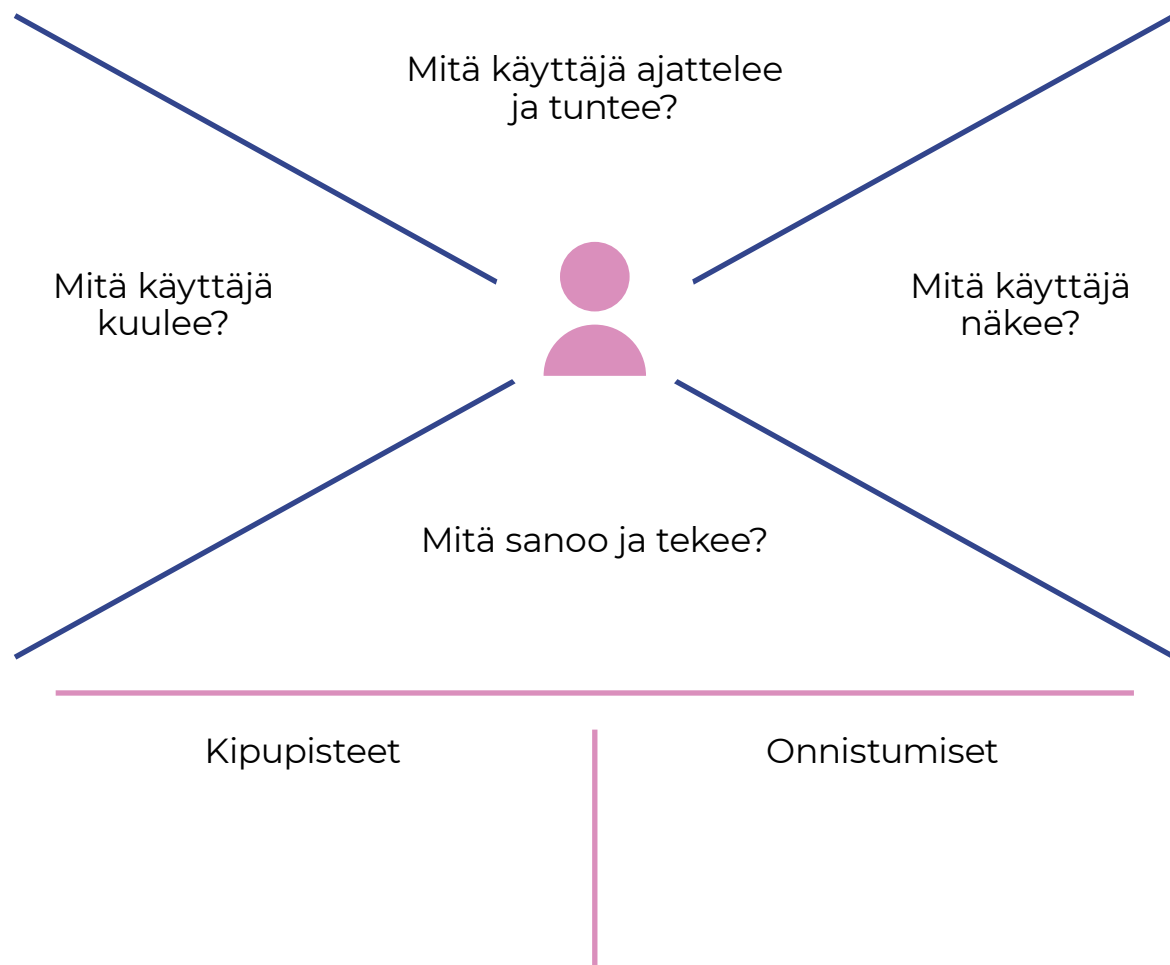 Mitä käyttäjä ajattelee
ja tuntee?
Mitä käyttäjä
kuulee?
Mitä käyttäjä
näkee?
Mitä sanoo ja tekee?
Kipupisteet
Onnistumiset